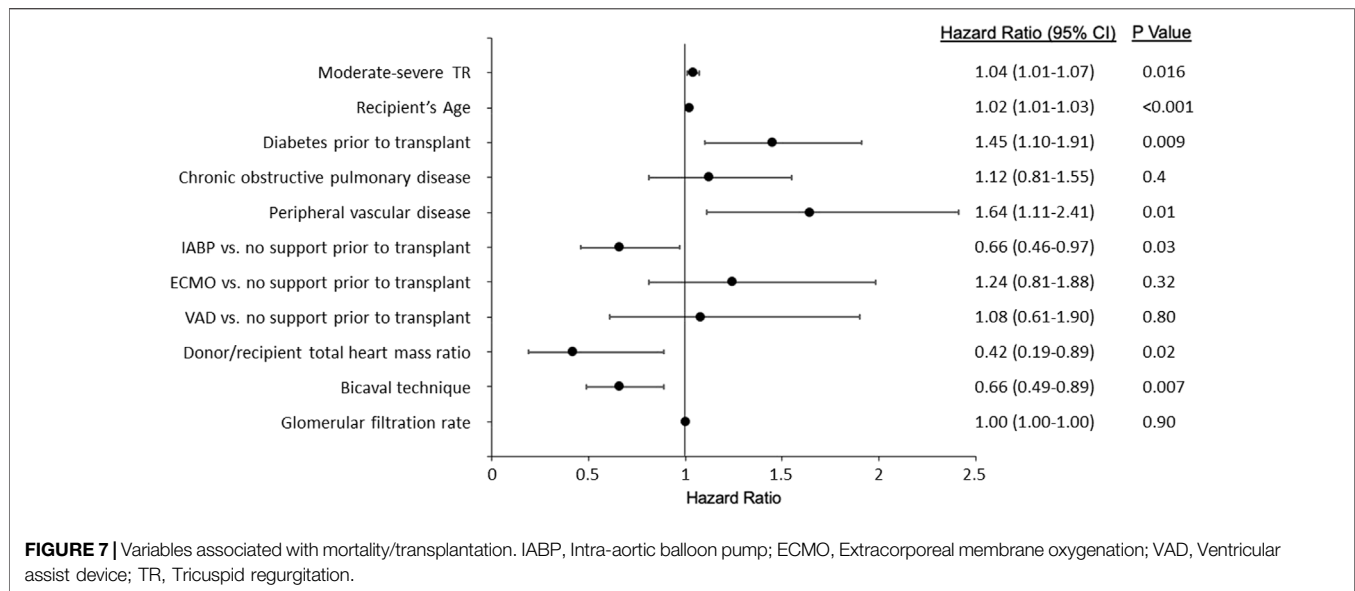 Hazard Ratio (95% CI) P Value
Moderate-severe TR 1.04 (1.01-1.07) 0.016
Recipient's Age 1.02 (1.01-1.03) <0.001
Diabetes prior to transplant 1.45 (1.10-1.91) 0.009
Chronic obstructive pulmonary disease 1.12 (0.81-1.55) 0.4
Peripheral vascular disease 1.64 (1.11-2.41) 0.01
IABP vs. no support prior to transplant 0.66 (0.46-0.97) 0.03
ECMO vs. no support prior to transplant 1.24 (0.81-1.88) 0.32
VAD vs. no support prior to transplant 1.08 (0.61-1.90) 0.80
Donor/recipient total heart mass ratio 0.42 (0.19-0.89) 0.02
Bicaval technique 0.66 (0.49-0.89) 0.007
Glomerular filtration rate 1.00 (1.00-1.00) 0.90
0 0.5 1 1.5 2 2.5
Hazard Ratio
FIGURE 7 | Variables associated with mortality/transplantation. IABP, Intra-aortic balloon pump; ECMO, Extracorporeal membrane oxygenation; VAD, Ventricular
assist device; TR, Tricuspid regurgitation.